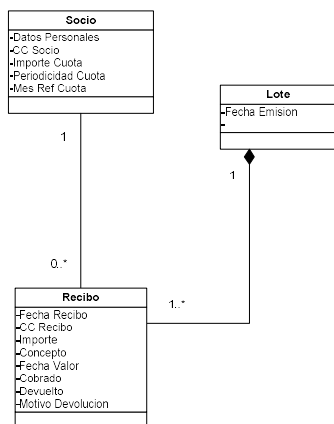 Socio
-Datos Personales
-CC Socio
-Importe Cuota
-Periodicidad Cuota
-Mes Ref Cuota
Lote
-Fecha Emision
-
1
1
0..*
1..*
Recibo
-Fecha Recibo
-CC Recibo
-Importe
-Concepto
-Fecha Valor
-Cobrado
-Devuelto
-Motivo Devolucion